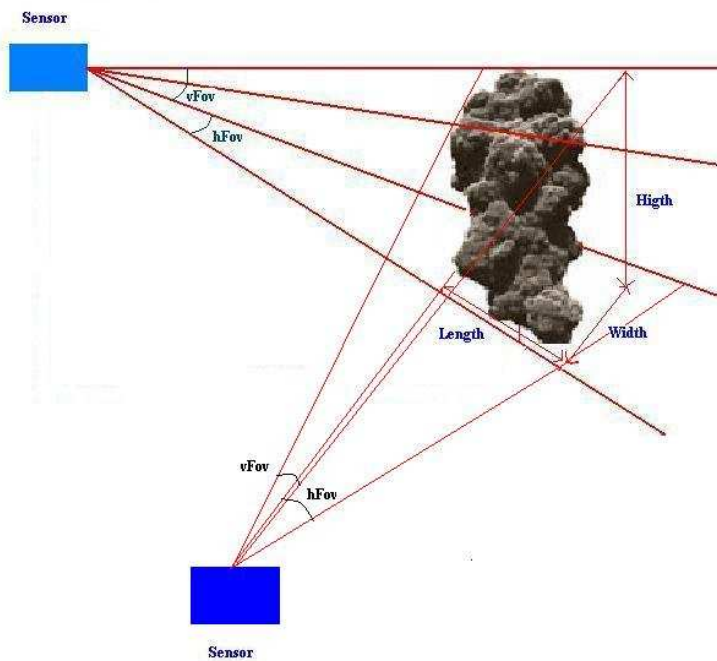 Sensor
vFov
hFov
Higth
Length
Width
vFov
hFov
Sensor